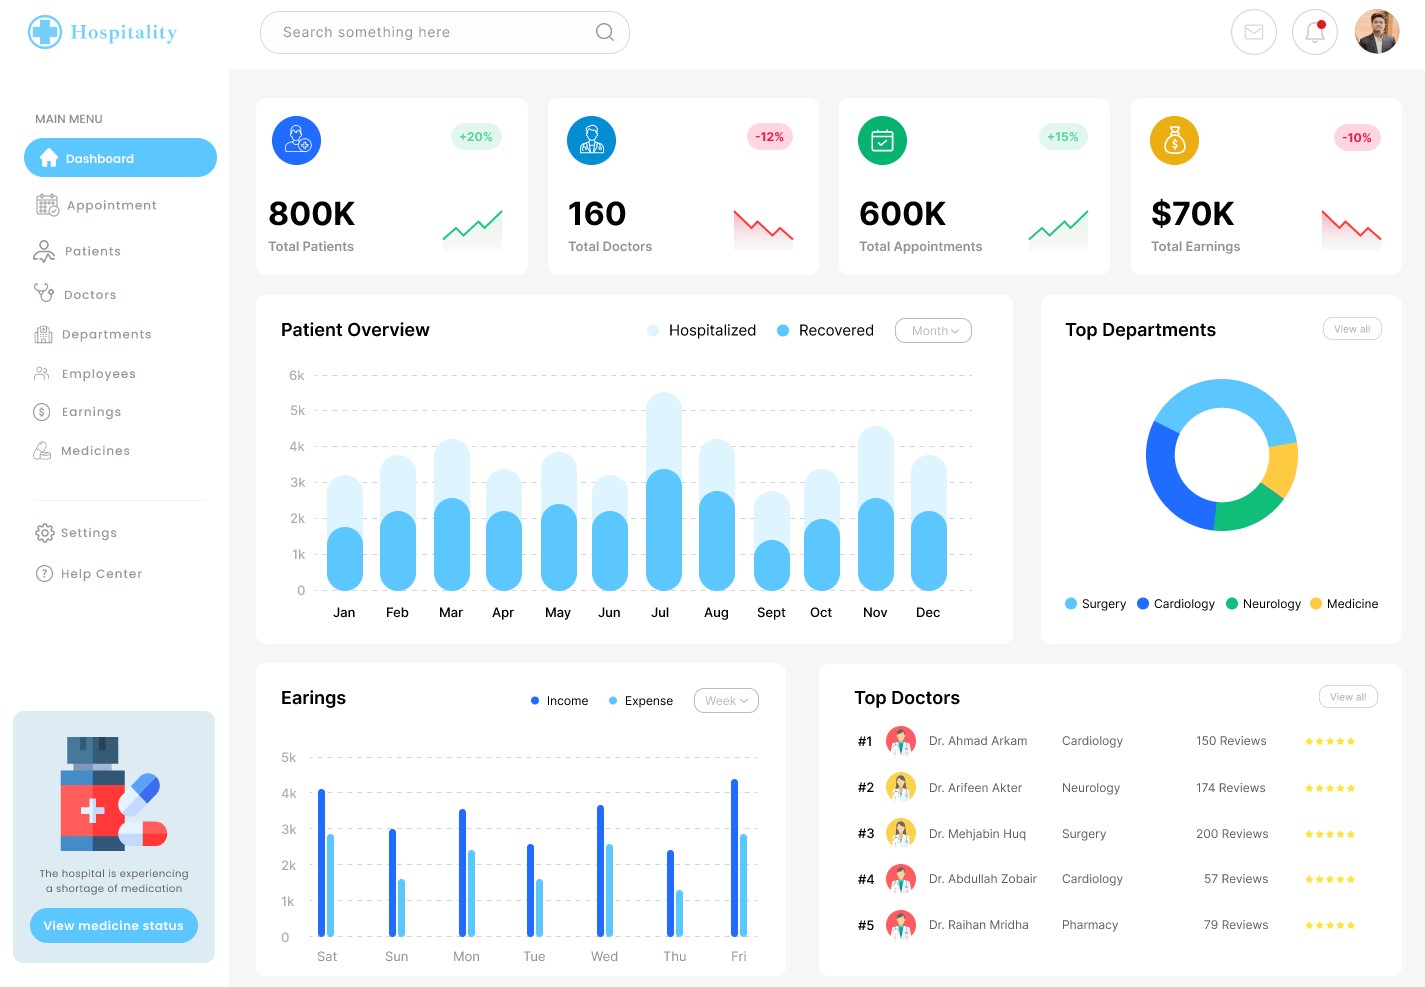 Hospitality
Search something here
MAIN MENU
Dashboard
Appointment
Patients
Doctors
Departments
Employees
Earnings
Medicines
Settings
Help Center
The hospital is experiencing
a shortage of medication
View medicine status
+20%
800K
Total Patients
-12%
160
Total Doctors
+15%
600K
Total Appointments
-10%
$70K
Total Earnings
Patient Overview
Hospitalized Recovered Month
6k
5k
4k
3k
2k
1k
0
Jan Feb Mar Apr May Jun Jul Aug Sept Oct Nov Dec
Top Departments
View all
Surgery Cardiology Neurology Medicine
Earings
Income Expense Week
5k
4k
3k
2k
1k
0
Sat Sun Mon Tue Wed Thu Fri
Top Doctors
View all
#1 Dr. Ahmad Arkam Cardiology 150 Reviews
#2 Dr. Arifeen Akter Neurology 174 Reviews
#3 Dr. Mehjabin Huq Surgery 200 Reviews
#4 Dr. Abdullah Zobair Cardiology 57 Reviews
#5 Dr. Raihan Mridha Pharmacy 79 Reviews